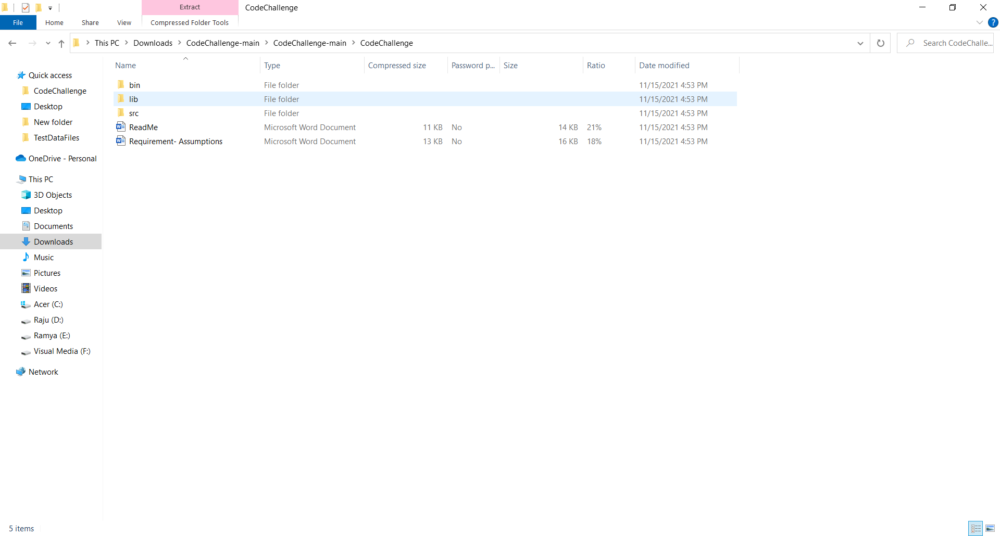 Extract
CodeChallenge
File
Home
Share
View
Compressed Folder Tools
?
This PC
Downloads
CodeChallenge-main
CodeChallenge-main
CodeChallenge
Search CodeChalle...
Quick access
CodeChallenge
Desktop
New folder
TestDataFiles
OneDrive - Personal
This PC
3D Objects
Desktop
Documents
Downloads
Music
Pictures
Videos
Acer (C:)
Raju (D:)
Ramya (E:)
Visual Media (F:)
Network
Name Type Compressed size Password p... Size Ratio Date modified
bin File folder 11/15/2021 4:53 PM
lib File folder 11/15/2021 4:53 PM
src File folder 11/15/2021 4:53 PM
ReadMe Microsoft Word Document 11 KB No 14 KB 21% 11/15/2021 4:53 PM
Requirement- Assumptions Microsoft Word Document 13 KB No 16 KB 18% 11/15/2021 4:53 PM
5 items